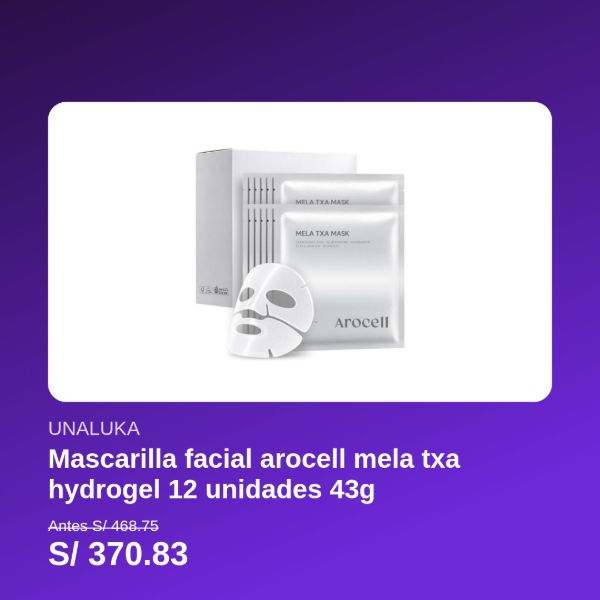 MELA TXA MASK
MELA TXA MASK
Arocell
UNALUKA
Mascarilla facial arocell mela txa
hydrogel 12 unidades 43g
Antes S/ 468.75
S/ 370.83